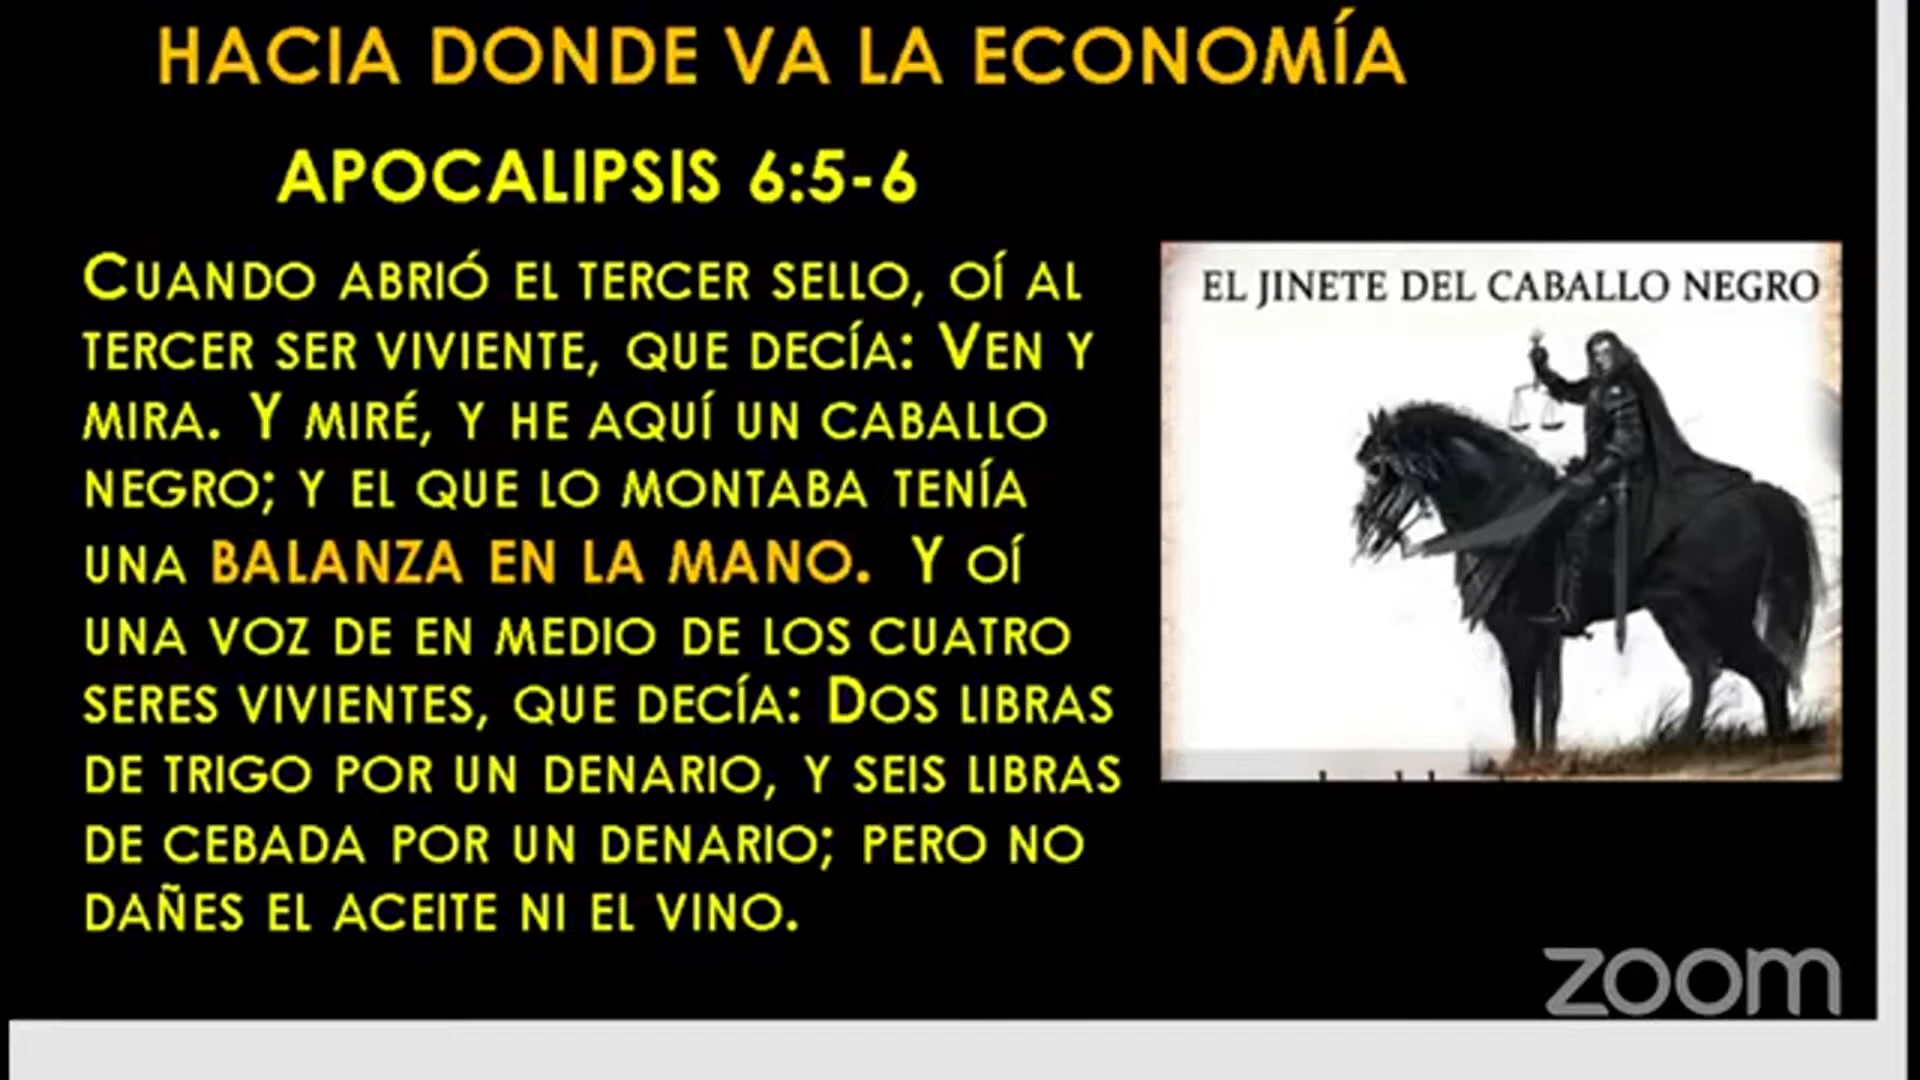 HACIA DONDE VA LA ECONOMÍA
APOCALIPSIS 6:5-6
CUANDO ABRIÓ EL TERCER SELLO, OÍ AL
TERCER SER VIVIENTE, QUE DECÍA: VEN Y
MIRA. Y MIRÉ, Y HE AQUÍ UN CABALLO
NEGRO; Y EL QUE LO MONTABA TENÍA
UNA BALANZA EN LA MANO. Y OÍ
UNA VOZ DE EN MEDIO DE LOS CUATRO
SERES VIVIENTES, QUE DECÍA: DOS LIBRAS
DE TRIGO POR UN DENARIO, Y SEIS LIBRAS
DE CEBADA POR UN DENARIO; PERO NO
DAÑES EL ACEITE NI EL VINO.
EL JINETE DEL CABALLO NEGRO
zoom